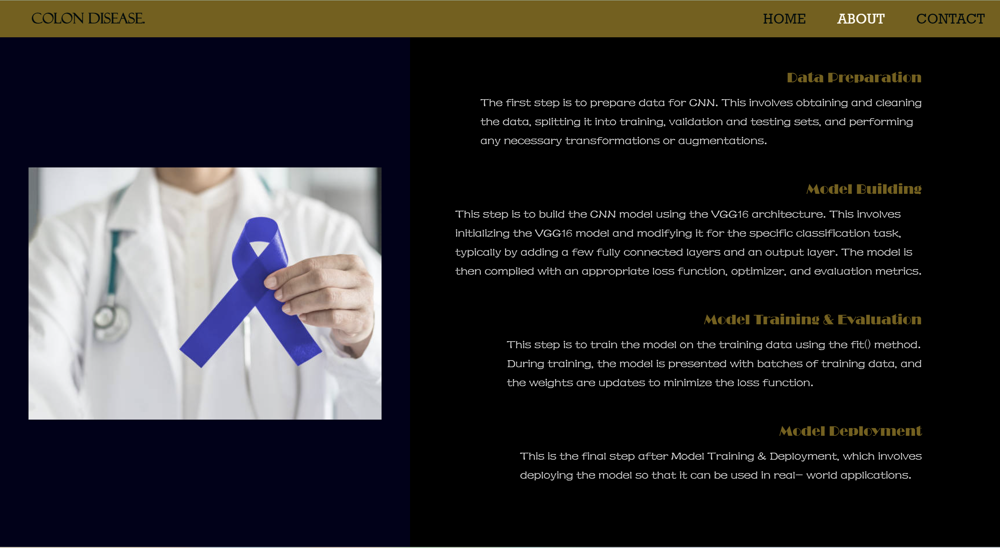 COLON DISEASE.
HOME ABOUT CONTACT
Data Preparation
The first step is to prepare data for CNN. This involves obtaining and cleaning
the data, splitting it into training, validation and testing sets, and performing
any necessary transformations or augmentations.
Model Building
This step is to build the CNN model using the VGG16 architecture. This involves
initializing the VGG16 model and modifying it for the specific classification task,
typically by adding a few fully connected layers and an output layer. The model is
then compiled with an appropriate loss function, optimizer, and evaluation metrics.
Model Training & Evaluation
This step is to train the model on the training data using the fit() method.
During training, the model is presented with batches of training data, and
the weights are updates to minimize the loss function.
Model Deployment
This is the final step after Model Training & Deployment, which involves
deploying the model so that it can be used in real- world applications.